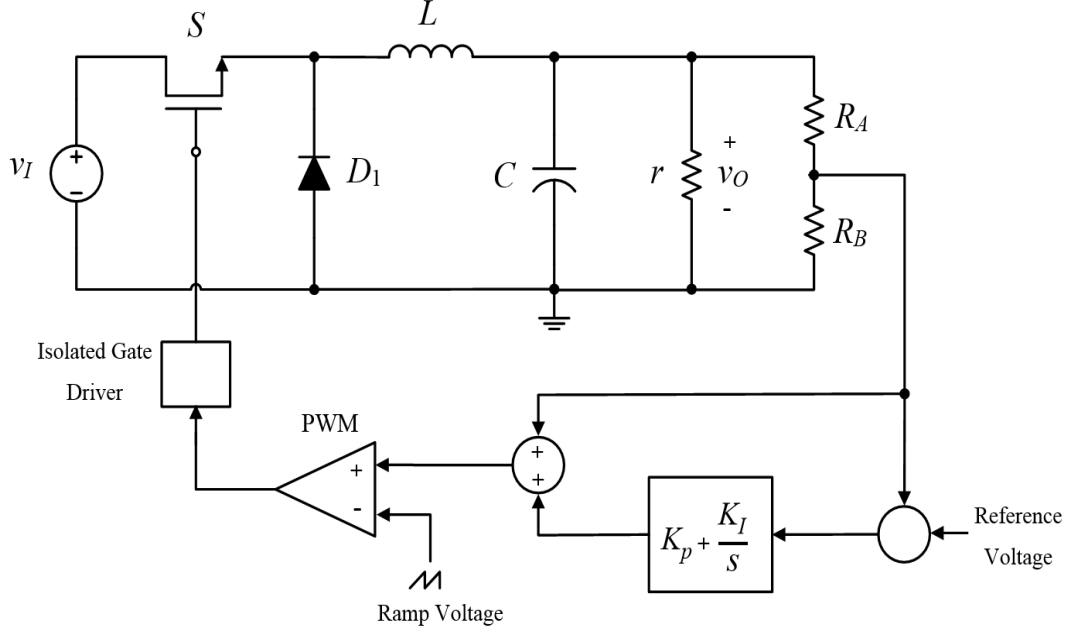 S
L
v_I
+
-
D_1
C
r
+
v_O
-
R_A
R_B
Isolated Gate
Driver
PWM
+
-
+
+
K_p + K_I/s
Reference
Voltage
Ramp Voltage